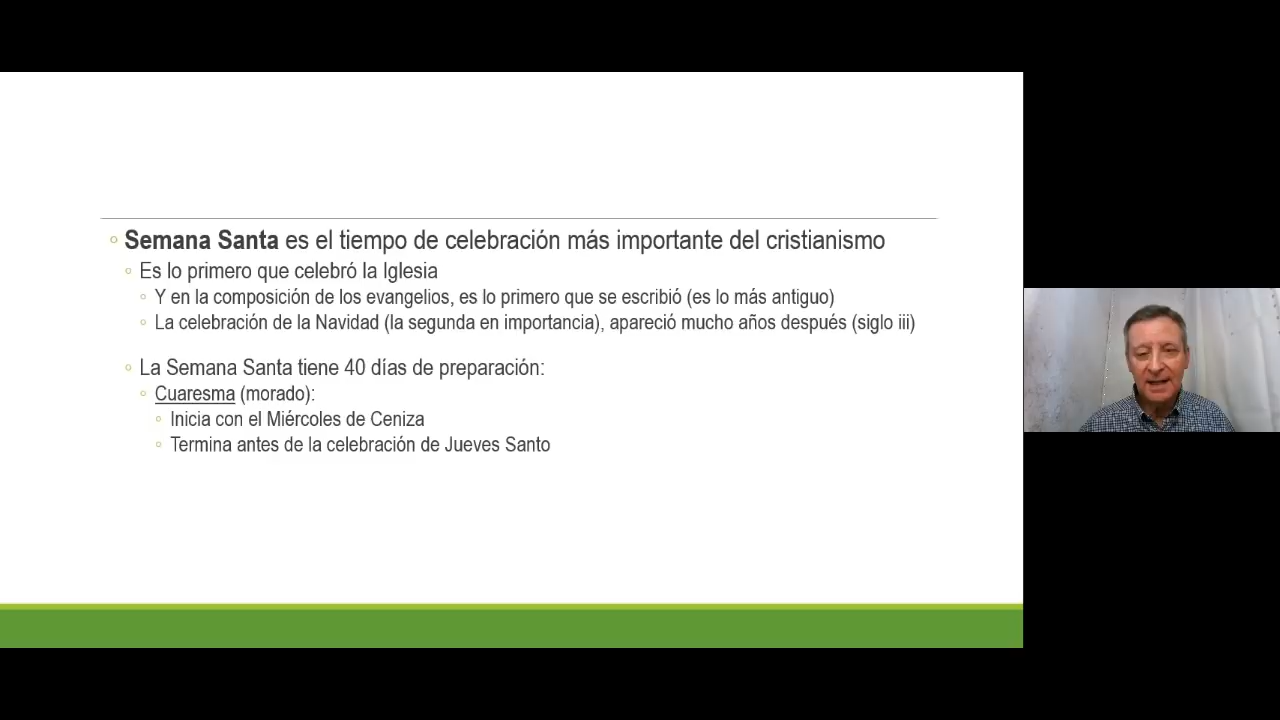 Semana Santa es el tiempo de celebración más importante del cristianismo
Es lo primero que celebró la Iglesia
Y en la composición de los evangelios, es lo primero que se escribió (es lo más antiguo)
La celebración de la Navidad (la segunda en importancia), apareció mucho años después (siglo iii)
La Semana Santa tiene 40 días de preparación:
Cuaresma (morado):
Inicia con el Miércoles de Ceniza
Termina antes de la celebración de Jueves Santo